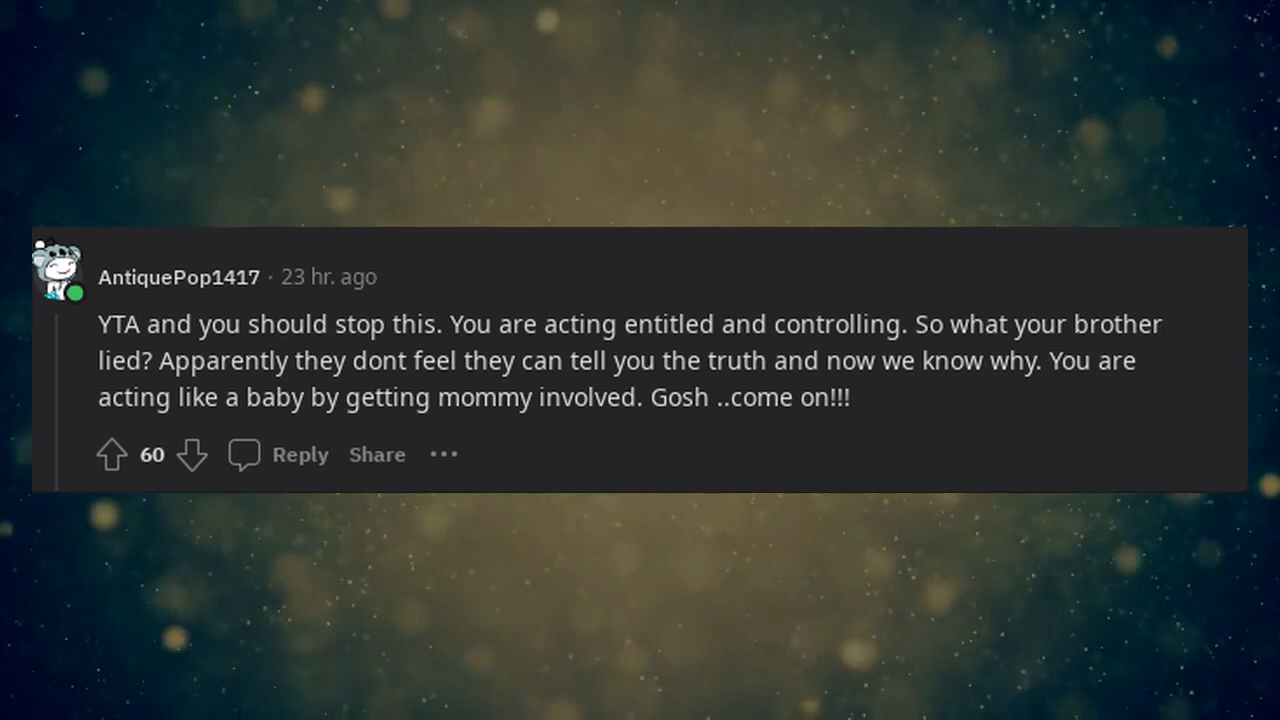 AntiquePop1417 · 23 hr. ago
YTA and you should stop this. You are acting entitled and controlling. So what your brother
lied? Apparently they dont feel they can tell you the truth and now we know why. You are
acting like a baby by getting mommy involved. Gosh ..come on!!!
60 Reply Share